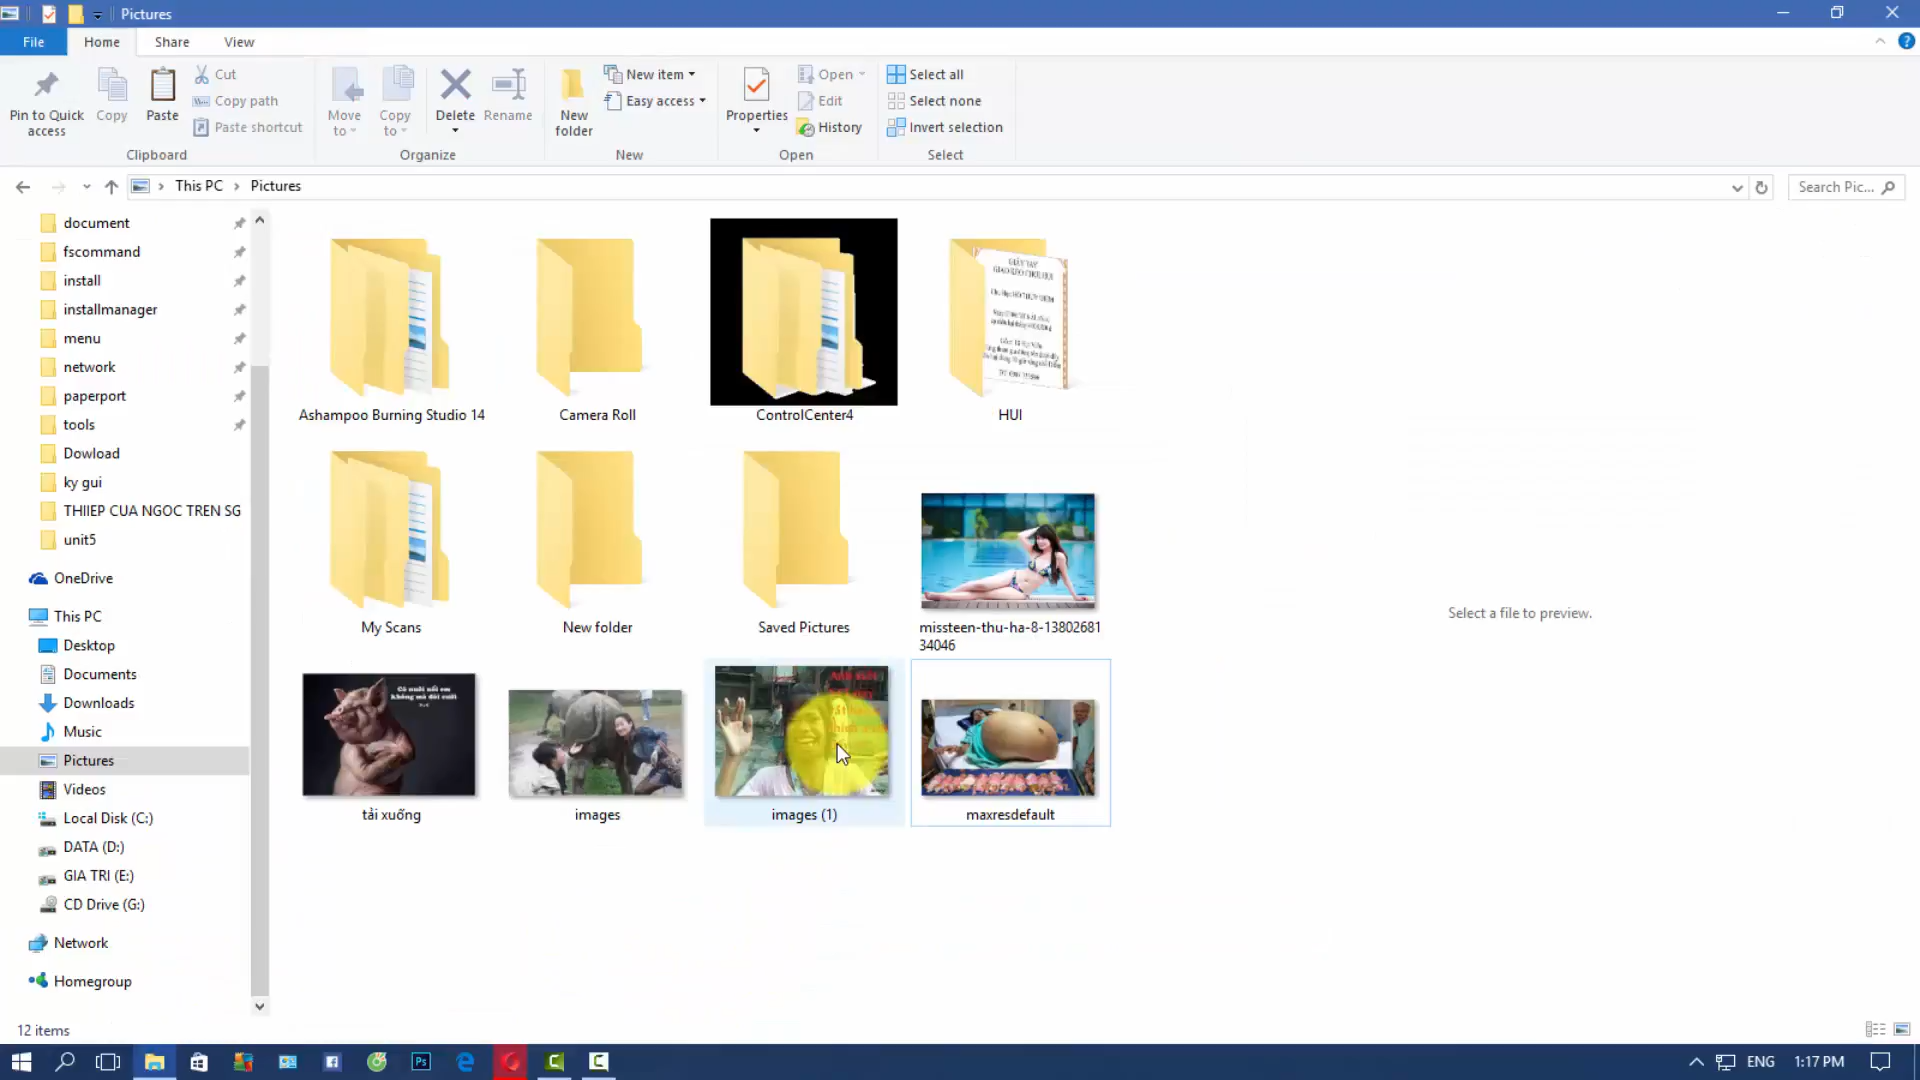 Pictures
File
Home
Share
View
Pin to Quick access
Copy
Paste
Cut
Copy path
Paste shortcut
Clipboard
Move to
Copy to
Delete
Rename
Organize
New folder
New item
Easy access
New
Properties
Open
Edit
History
Open
Select all
Select none
Invert selection
Select
This PC
Pictures
Search Pic...
document
fscommand
install
installmanager
menu
network
paperport
tools
Dowload
ky gui
THIIEP CUA NGOC TREN SG
unit5
OneDrive
This PC
Desktop
Documents
Downloads
Music
Pictures
Videos
Local Disk (C:)
DATA (D:)
GIA TRI (E:)
CD Drive (G:)
Network
Homegroup
Ashampoo Burning Studio 14
Camera Roll
ControlCenter4
HUI
My Scans
New folder
Saved Pictures
missteen-thu-ha-8-13802681
34046
tải xuống
images
images (1)
maxresdefault
Select a file to preview.
12 items
ENG
1:17 PM